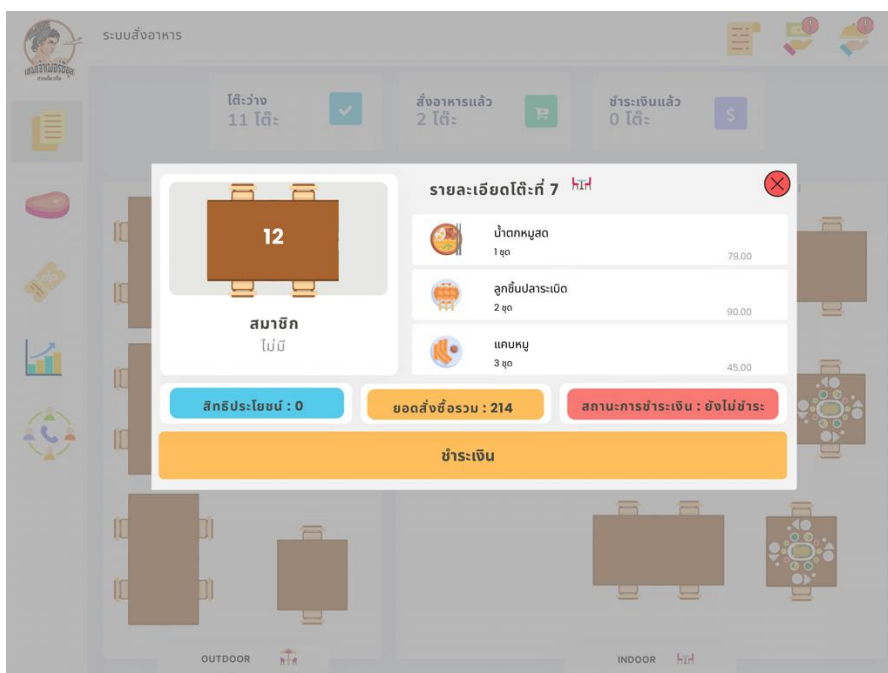 ระบบสั่งอาหาร
โต๊ะว่าง
11 โต๊ะ
สั่งอาหารแล้ว
2 โต๊ะ
ชำระเงินแล้ว
0 โต๊ะ
12
สมาชิก
ไม่มี
รายละเอียดโต๊ะที่ 7
น้ำตกหมูสด
1 ชุด
79.00
ลูกชิ้นปลาระเบิด
2 ชุด
90.00
แคบหมู
3 ชุด
45.00
สิทธิประโยชน์ : 0
ยอดสั่งซื้อรวม : 214
สถานะการชำระเงิน : ยังไม่ชำระ
ชำระเงิน
OUTDOOR
INDOOR